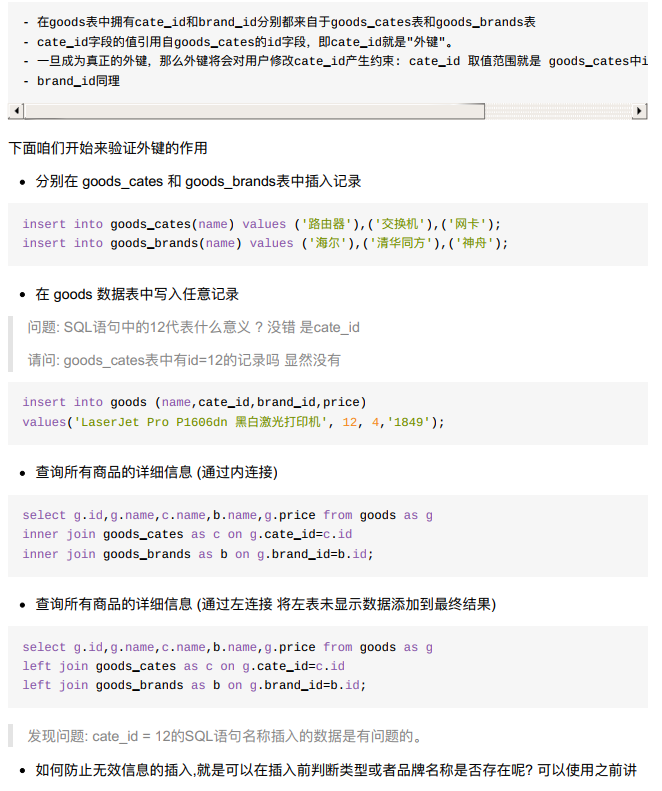 - 在goods表中拥有cate_id和brand_id分别都来自于goods_cates表和goods_brands表
- cate_id字段的值引用自goods_cates的id字段，即cate_id就是"外键"。
- 一旦成为真正的外键，那么外键将会对用户修改cate_id产生约束: cate_id 取值范围就是 goods_cates中i
- brand_id同理
下面咱们开始来验证外键的作用
• 分别在 goods_cates 和 goods_brands表中插入记录
insert into goods_cates(name) values ('路由器'),('交换机'),('网卡');
insert into goods_brands(name) values ('海尔'),('清华同方'),('神舟');
• 在 goods 数据表中写入任意记录
问题: SQL语句中的12代表什么意义 ? 没错 是cate_id
请问: goods_cates表中有id=12的记录吗 显然没有
insert into goods (name,cate_id,brand_id,price)
values('LaserJet Pro P1606dn 黑白激光打印机', 12, 4,'1849');
• 查询所有商品的详细信息 (通过内连接)
select g.id,g.name,c.name,b.name,g.price from goods as g
inner join goods_cates as c on g.cate_id=c.id
inner join goods_brands as b on g.brand_id=b.id;
• 查询所有商品的详细信息 (通过左连接 将左表未显示数据添加到最终结果)
select g.id,g.name,c.name,b.name,g.price from goods as g
left join goods_cates as c on g.cate_id=c.id
left join goods_brands as b on g.brand_id=b.id;
发现问题: cate_id = 12的SQL语句名称插入的数据是有问题的。
• 如何防止无效信息的插入,就是可以在插入前判断类型或者品牌名称是否存在呢? 可以使用之前讲